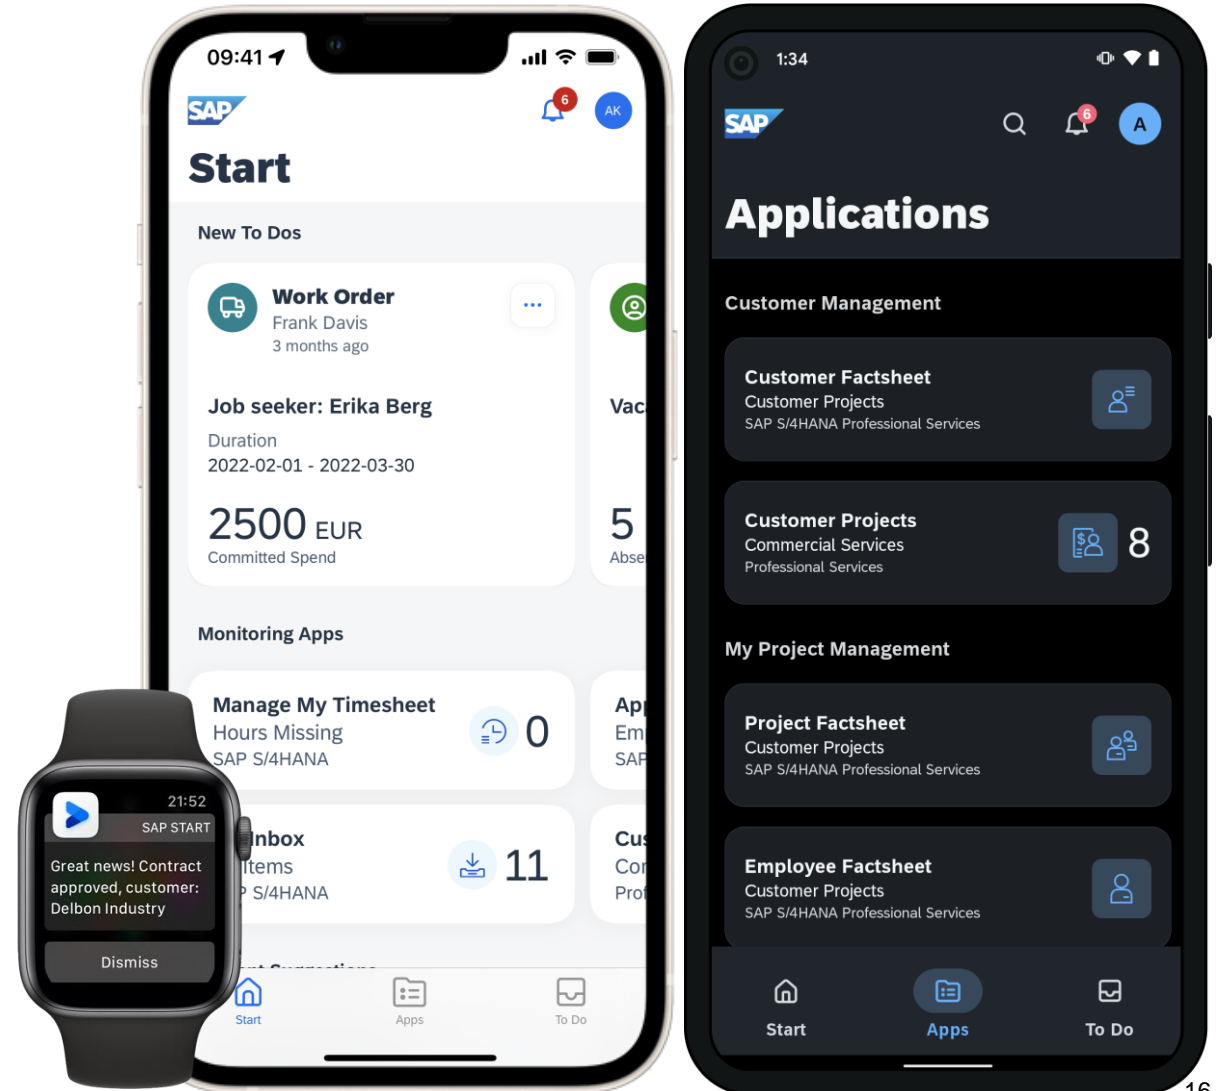 09:41
SAP
6
AK
Start
New To Dos
Work Order
Frank Davis
3 months ago
Job seeker: Erika Berg
Duration
2022-02-01 - 2022-03-30
2500 EUR
Committed Spend
5
Monitoring Apps
Manage My Timesheet
Hours Missing
SAP S/4HANA
0
SAP
11
Start
Apps
To Do
21:52
SAP START
Great news! Contract
approved, customer:
Delbon Industry
Dismiss
1:34
SAP
6
A
Applications
Customer Management
Customer Factsheet
Customer Projects
SAP S/4HANA Professional Services
Customer Projects
Commercial Services
Professional Services
$
8
My Project Management
Project Factsheet
Customer Projects
SAP S/4HANA Professional Services
Employee Factsheet
Customer Projects
SAP S/4HANA Professional Services
Start
Apps
To Do